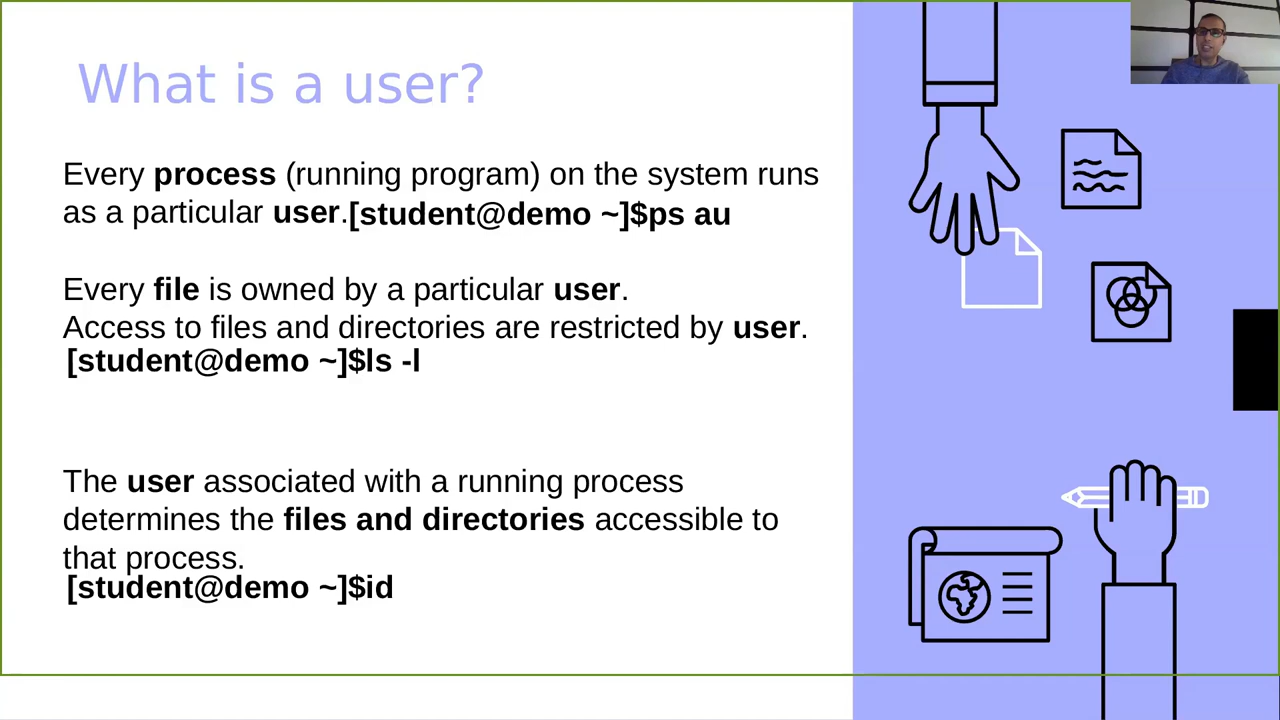 What is a user?
Every process (running program) on the system runs
as a particular user.[student@demo ~]$ps au
Every file is owned by a particular user.
Access to files and directories are restricted by user.
[student@demo ~]$ls -l
The user associated with a running process
determines the files and directories accessible to
that process.
[student@demo ~]$id